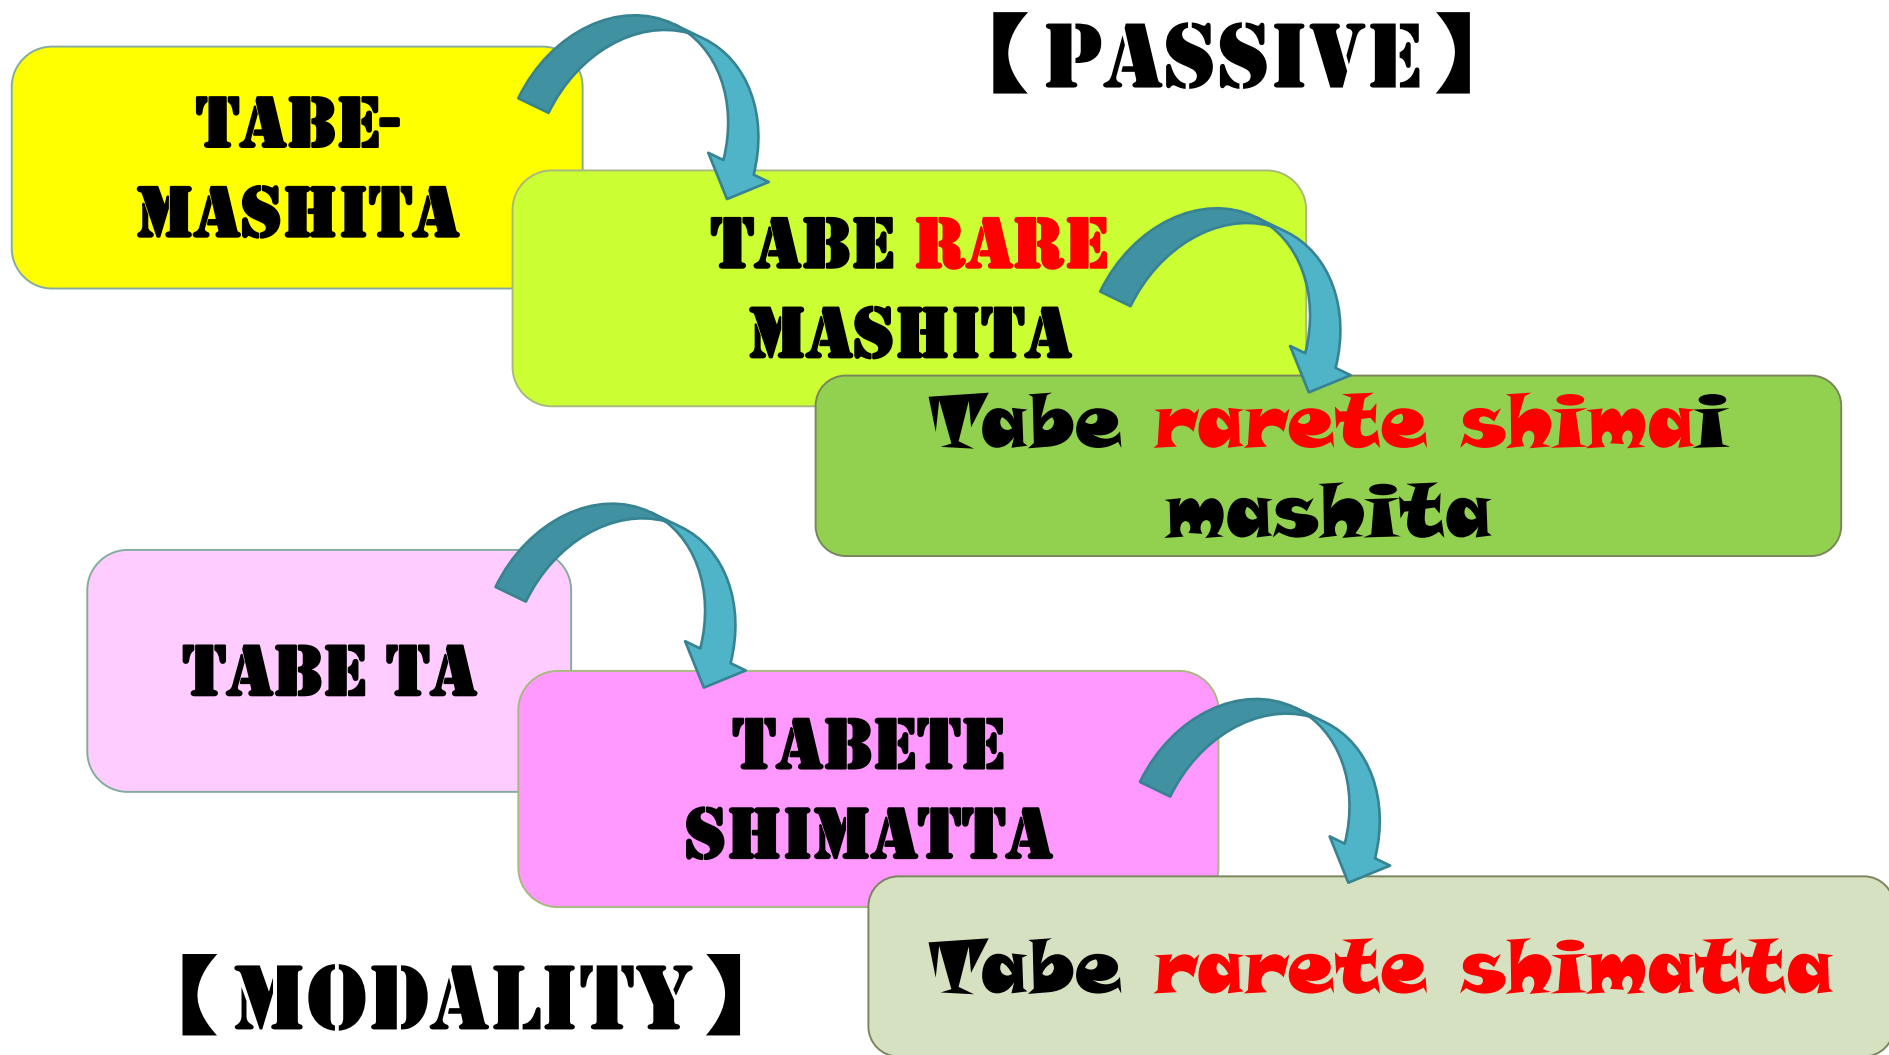 【PASSIVE】
TABE-
MASHITA
TABE RARE
MASHITA
Tabe rarete shimai
mashita
TABE TA
TABETE
SHIMATTA
Tabe rarete shimatta
【MODALITY】